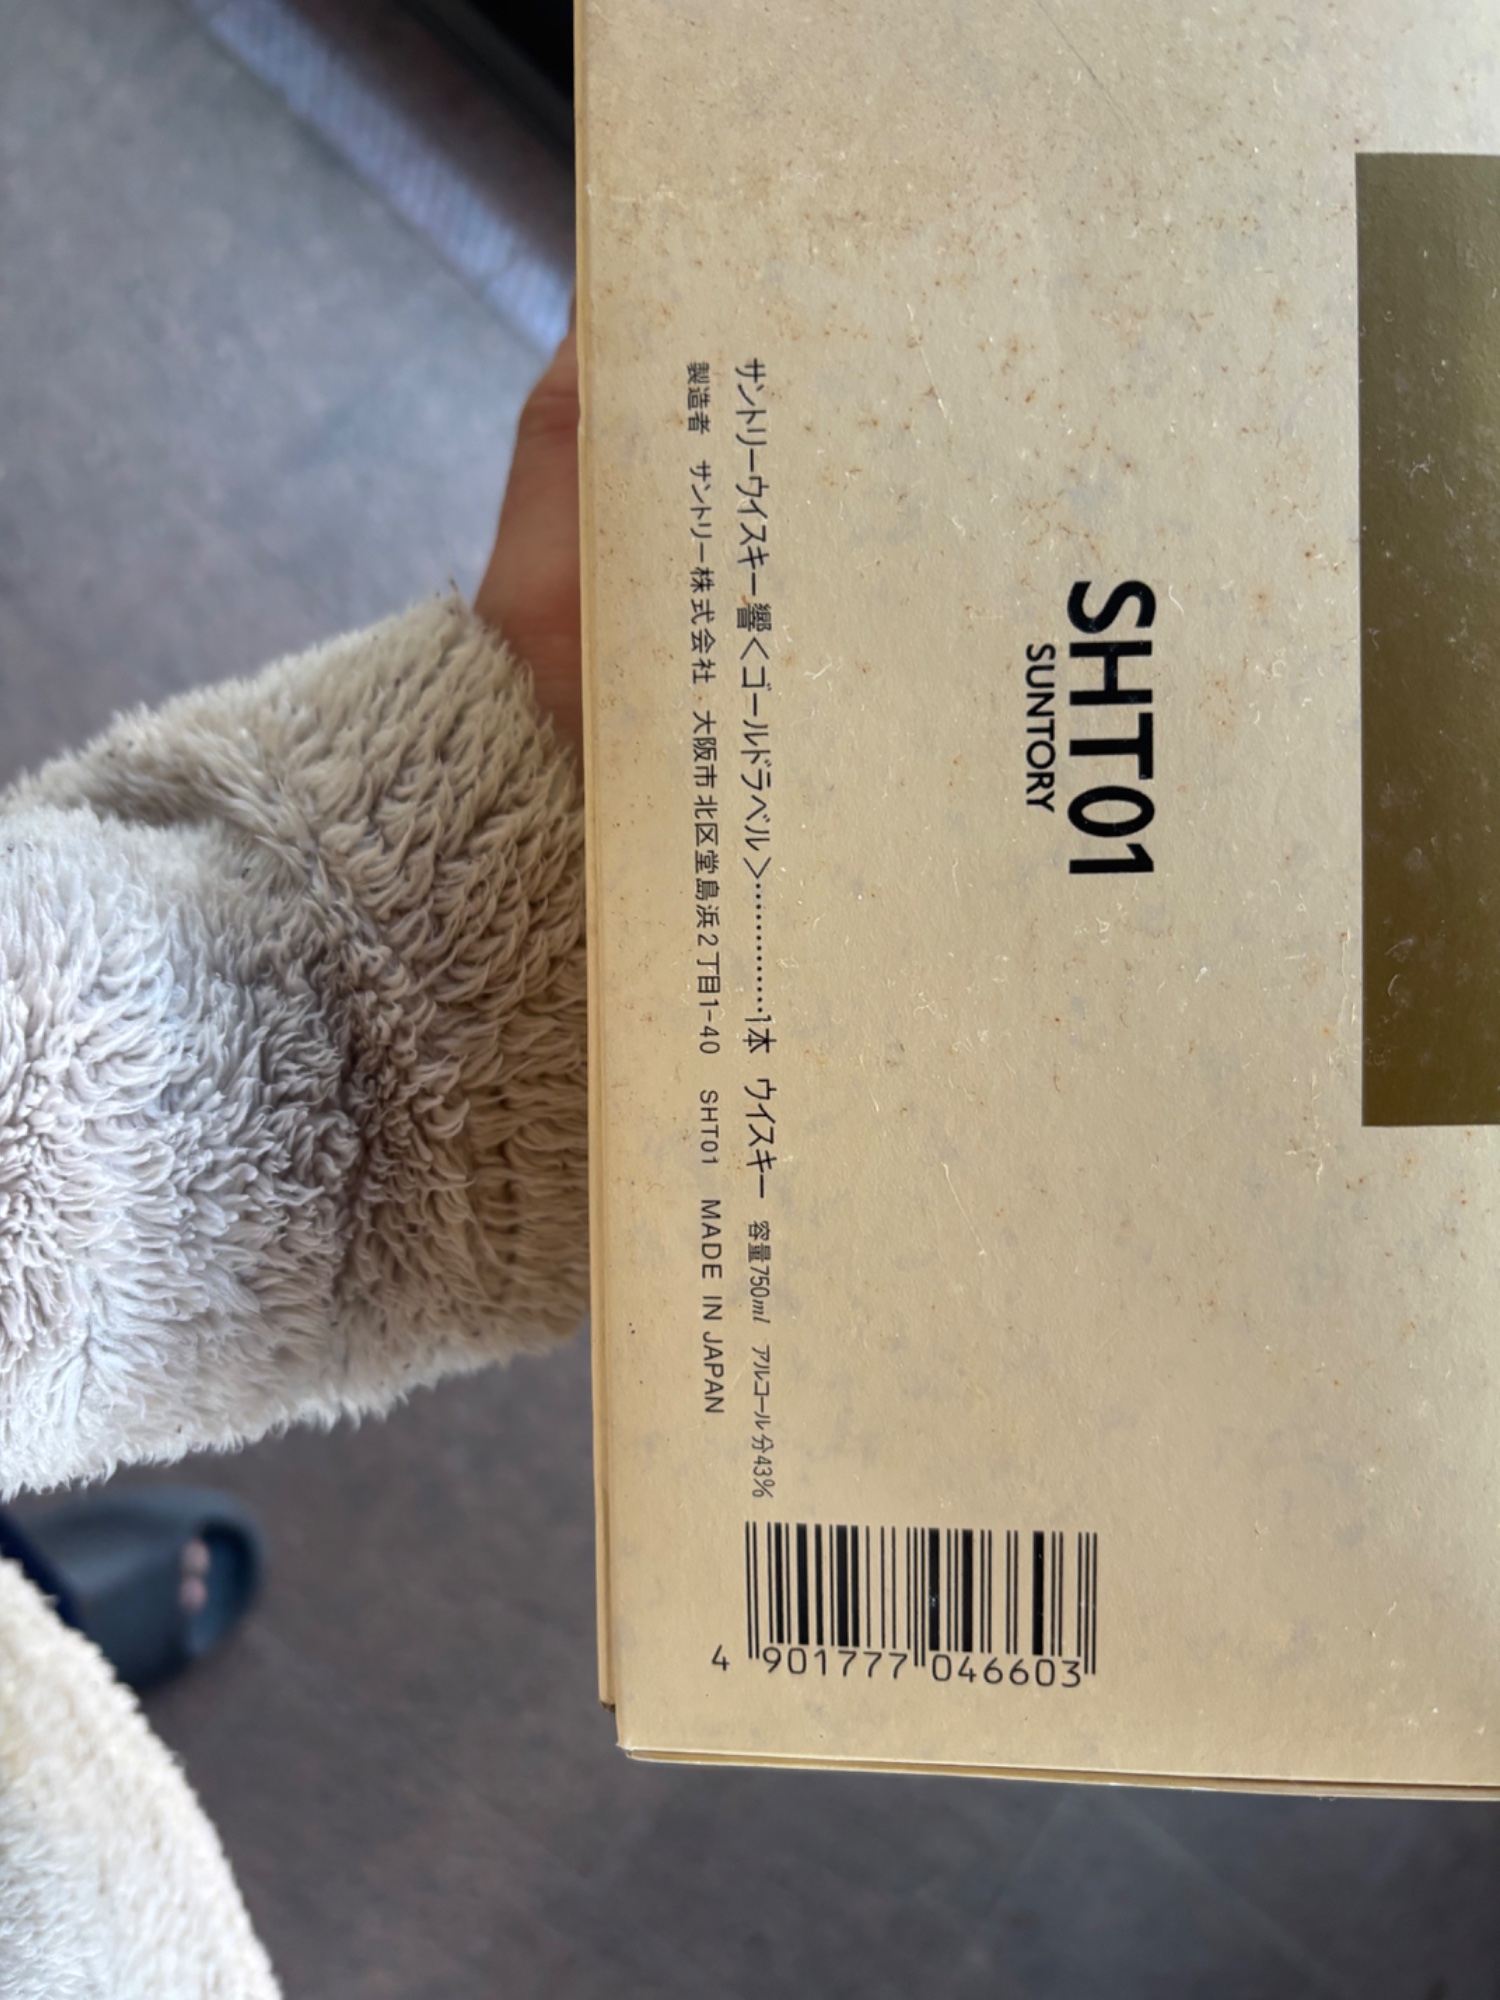 SHT01
SUNTORY
サントリーウイスキー響<ゴールドラベル>…………1本 ウイスキー 容量750ml アルコール分43%
製造者 サントリー株式会社・大阪市北区堂島浜2丁目1-40 SHT01 MADE IN JAPAN
4 901777 046603